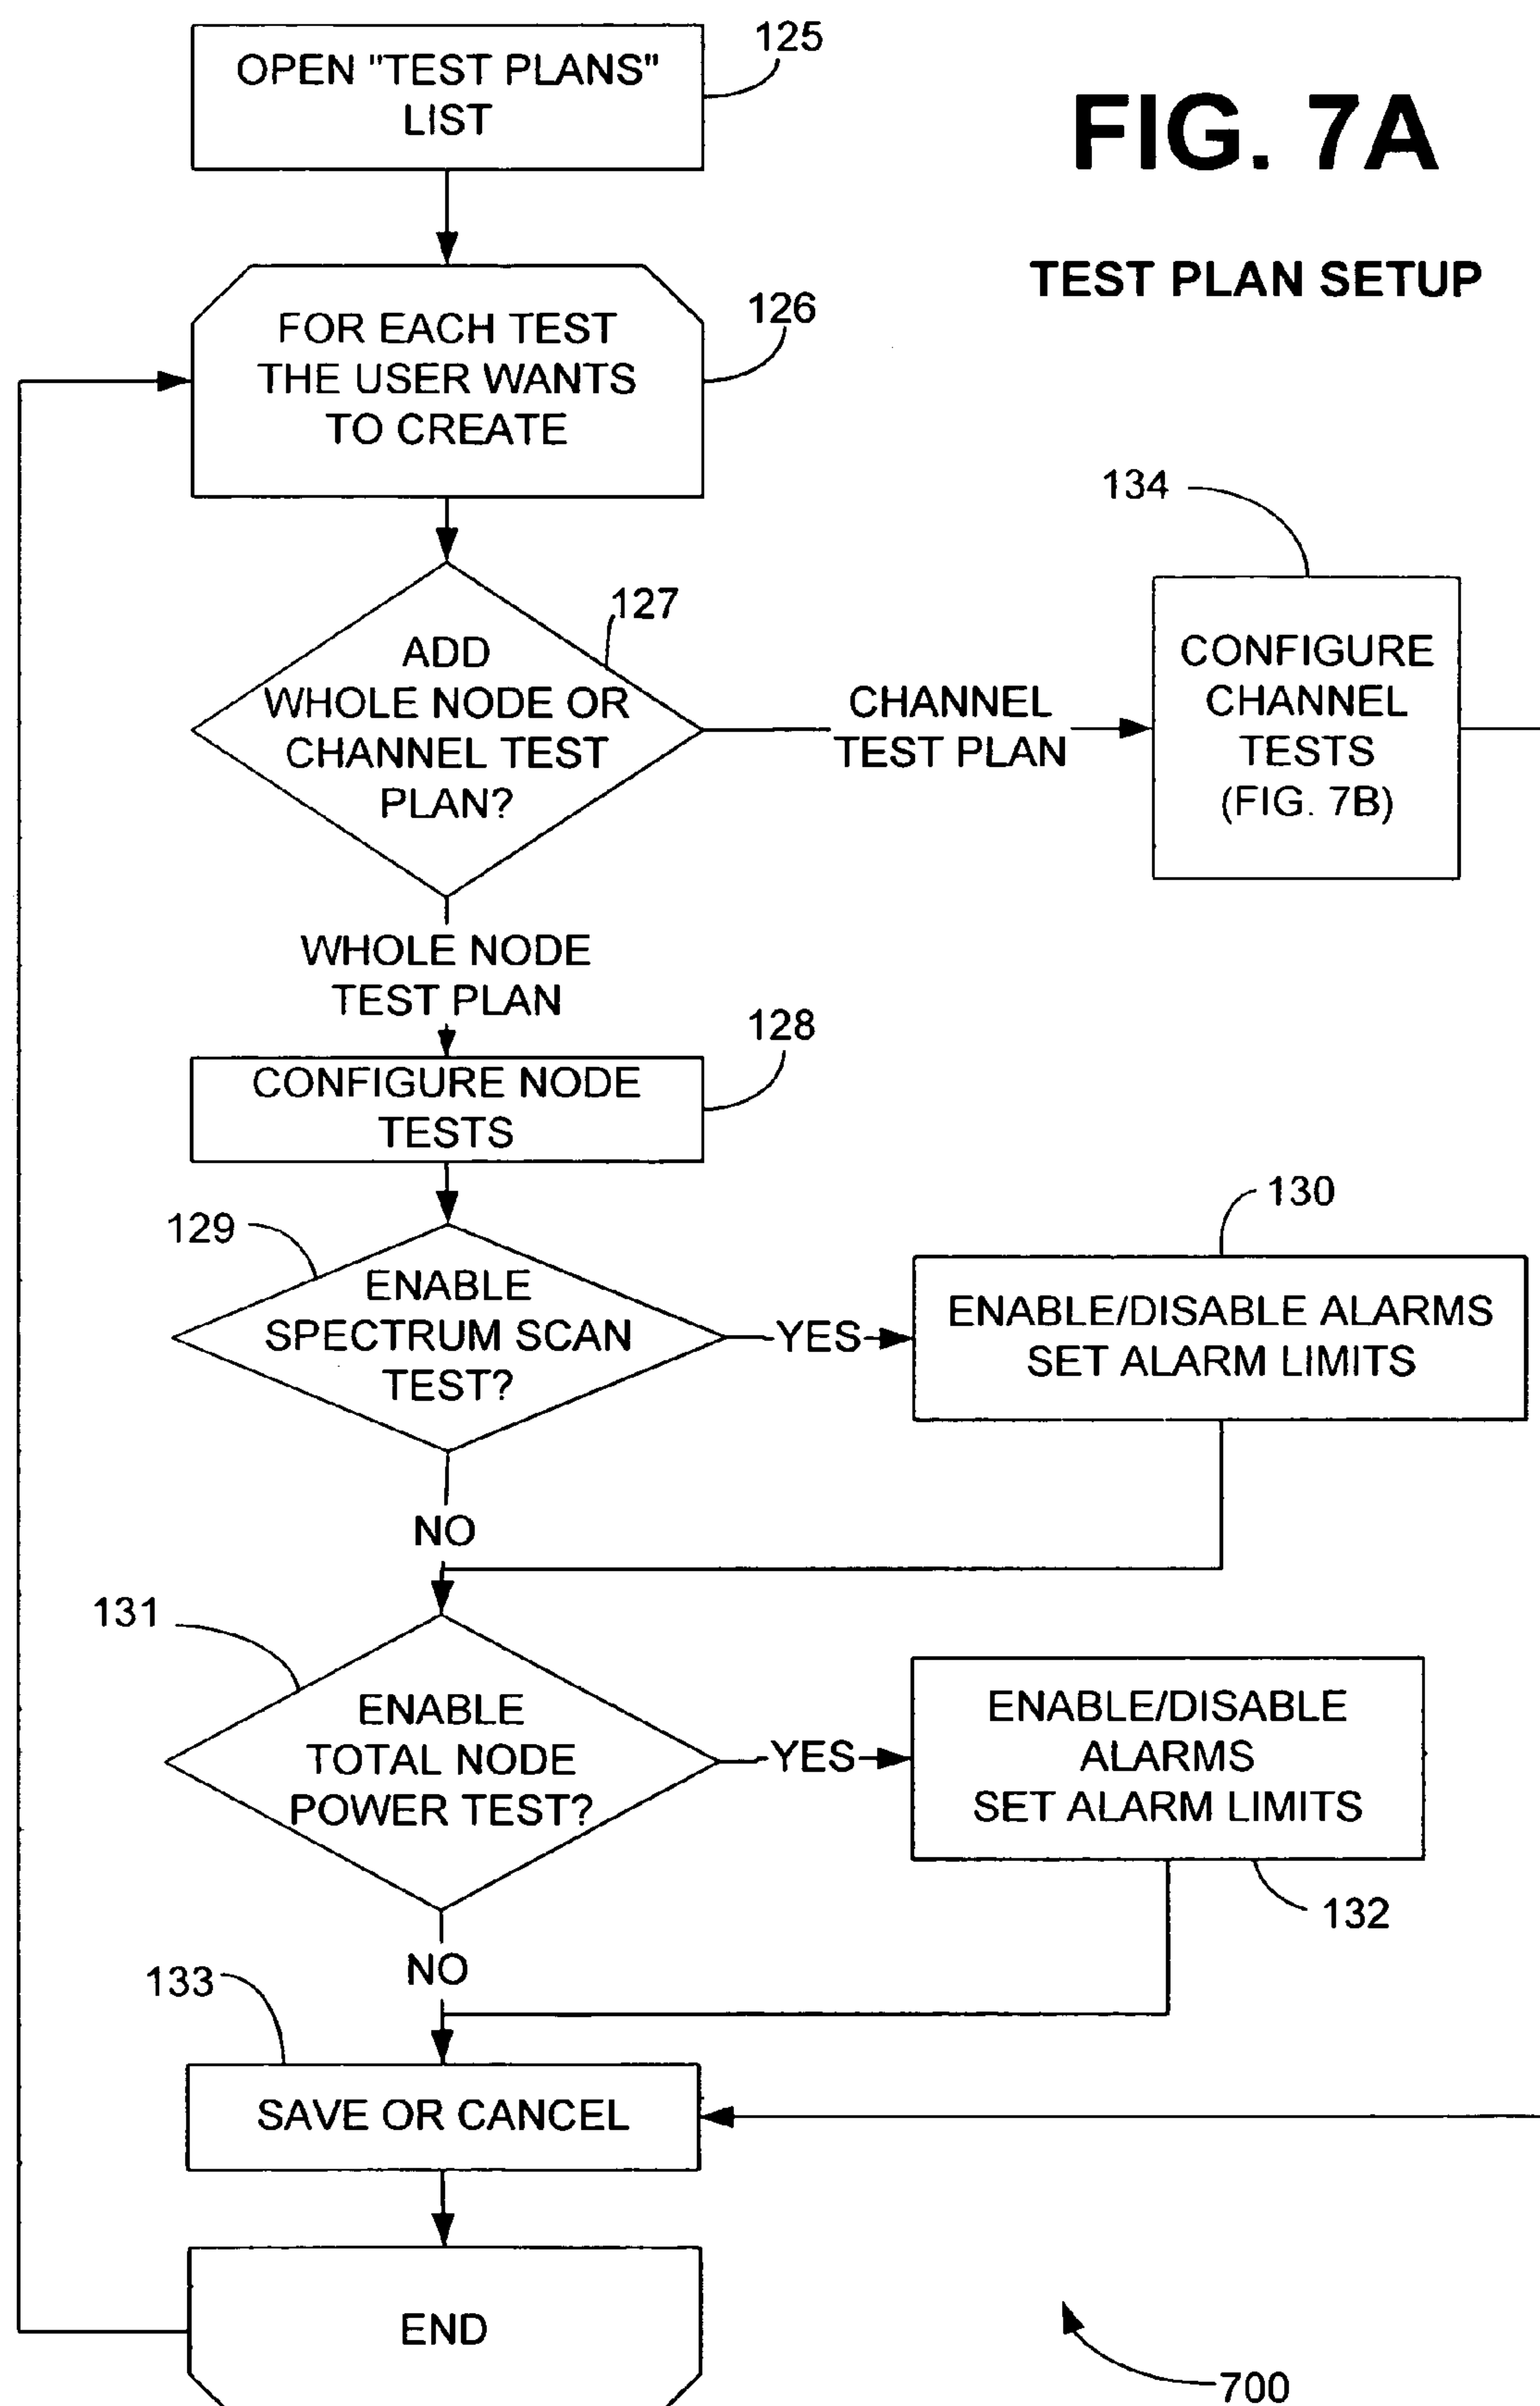 125
OPEN "TEST PLANS"
LIST
FIG. 7A
TEST PLAN SETUP
126
FOR EACH TEST
THE USER WANTS
TO CREATE
134
127
ADD
WHOLE NODE OR
CHANNEL TEST
PLAN?
CHANNEL
TEST PLAN
CONFIGURE
CHANNEL
TESTS
(FIG. 7B)
WHOLE NODE
TEST PLAN
128
CONFIGURE NODE
TESTS
129
130
ENABLE
SPECTRUM SCAN
TEST?
YES
ENABLE/DISABLE ALARMS
SET ALARM LIMITS
NO
131
ENABLE
TOTAL NODE
POWER TEST?
YES
ENABLE/DISABLE
ALARMS
SET ALARM LIMITS
132
NO
133
SAVE OR CANCEL
END
700